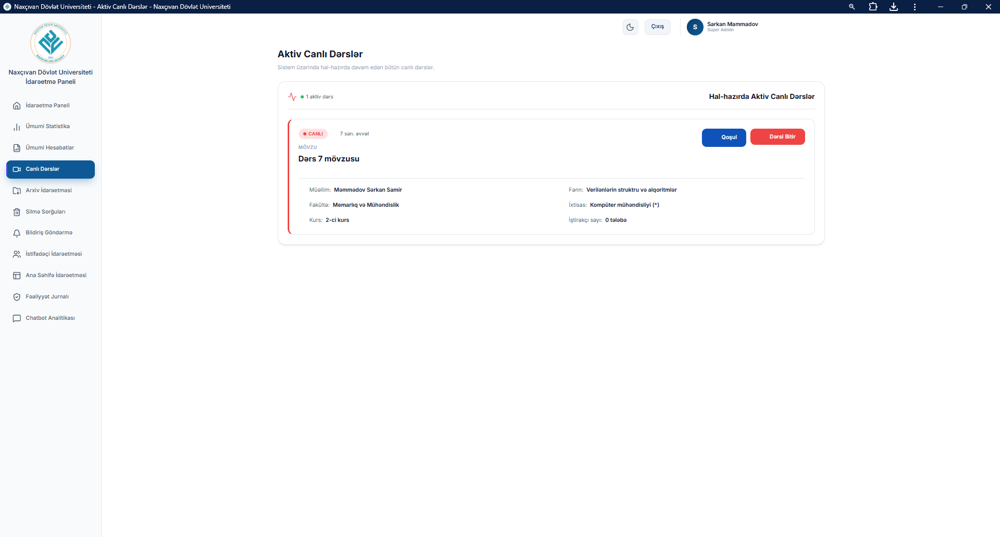 Naxçıvan Dövlət Universiteti - Aktiv Canlı Dərslər - Naxçıvan Dövlət Universiteti
Naxçıvan Dövlət Universiteti
İdarəetmə Paneli
İdarəetmə Paneli
Ümumi Statistika
Ümumi Hesabatlar
Canlı Dərslər
Arxiv İdarəetməsi
Silmə Sorğuları
Bildiriş Göndərmə
İstifadəçi İdarəetməsi
Ana Səhifə İdarəetməsi
Fəaliyyət Jurnalı
Chatbot Analitikası
Çıxış
S
Sarkan Mammadov
Super Admin
Aktiv Canlı Dərslər
Sistem üzərində hal-hazırda davam edən bütün canlı dərslər.
1 aktiv dərs
Hal-hazırda Aktiv Canlı Dərslər
CANLI
7 san. əvvəl
Qoşul
Dərsi Bitir
MÖVZU
Dərs 7 mövzusu
Müəllim: Məmmədov Sərkan Samir
Fənn: Verilənlərin struktru və alqoritmlər
Fakültə: Memarlıq və Mühəndislik
İxtisas: Kompüter mühəndisliyi (*)
Kurs: 2-ci kurs
İştirakçı sayı: 0 tələbə